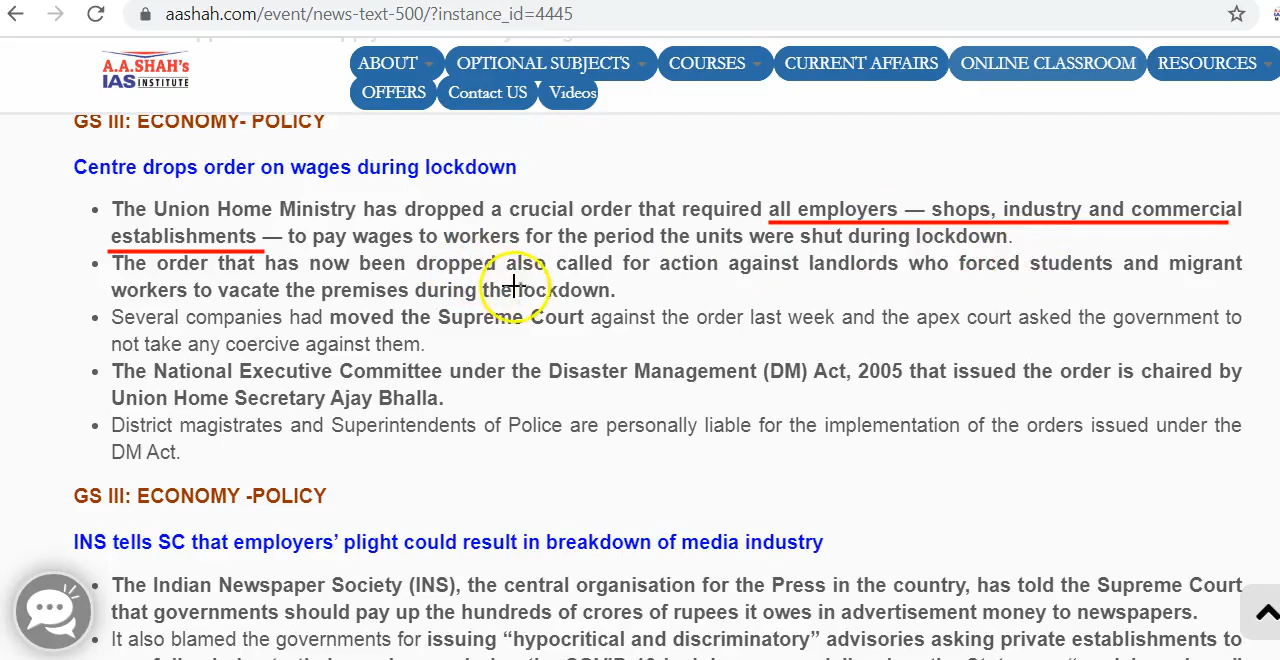 aashah.com/event/news-text-500/?instance_id=4445
A.A.SHAH's
IAS INSTITUTE
ABOUT OPTIONAL SUBJECTS COURSES CURRENT AFFAIRS ONLINE CLASSROOM RESOURCES
OFFERS Contact US Videos
GS III: ECONOMY- POLICY
Centre drops order on wages during lockdown
• The Union Home Ministry has dropped a crucial order that required all employers — shops, industry and commercial
establishments — to pay wages to workers for the period the units were shut during lockdown.
• The order that has now been dropped also called for action against landlords who forced students and migrant
workers to vacate the premises during the lockdown.
• Several companies had moved the Supreme Court against the order last week and the apex court asked the government to
not take any coercive against them.
• The National Executive Committee under the Disaster Management (DM) Act, 2005 that issued the order is chaired by
Union Home Secretary Ajay Bhalla.
• District magistrates and Superintendents of Police are personally liable for the implementation of the orders issued under the
DM Act.
GS III: ECONOMY -POLICY
INS tells SC that employers’ plight could result in breakdown of media industry
• The Indian Newspaper Society (INS), the central organisation for the Press in the country, has told the Supreme Court
that governments should pay up the hundreds of crores of rupees it owes in advertisement money to newspapers.
• It also blamed the governments for issuing “hypocritical and discriminatory” advisories asking private establishments to